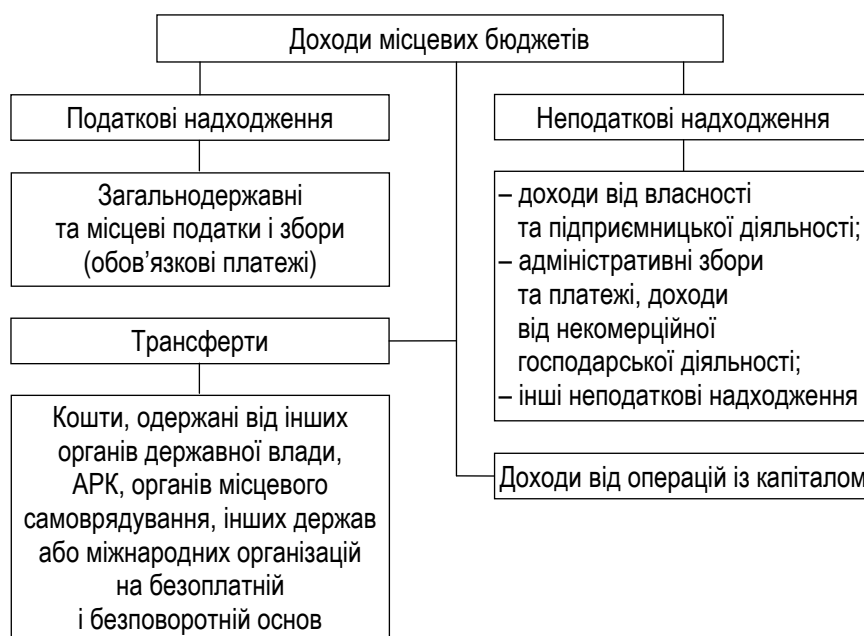 Доходи місцевих бюджетів
Податкові надходження
Загальнодержавні
та місцеві податки і збори
(обов’язкові платежі)
Трансферти
Кошти, одержані від інших
органів державної влади,
АРК, органів місцевого
самоврядування, інших держав
або міжнародних організацій
на безоплатній
і безповоротній основ
Неподаткові надходження
– доходи від власності
та підприємницької діяльності;
– адміністративні збори
та платежі, доходи
від некомерційної
господарської діяльності;
– інші неподаткові надходження
Доходи від операцій із капіталом